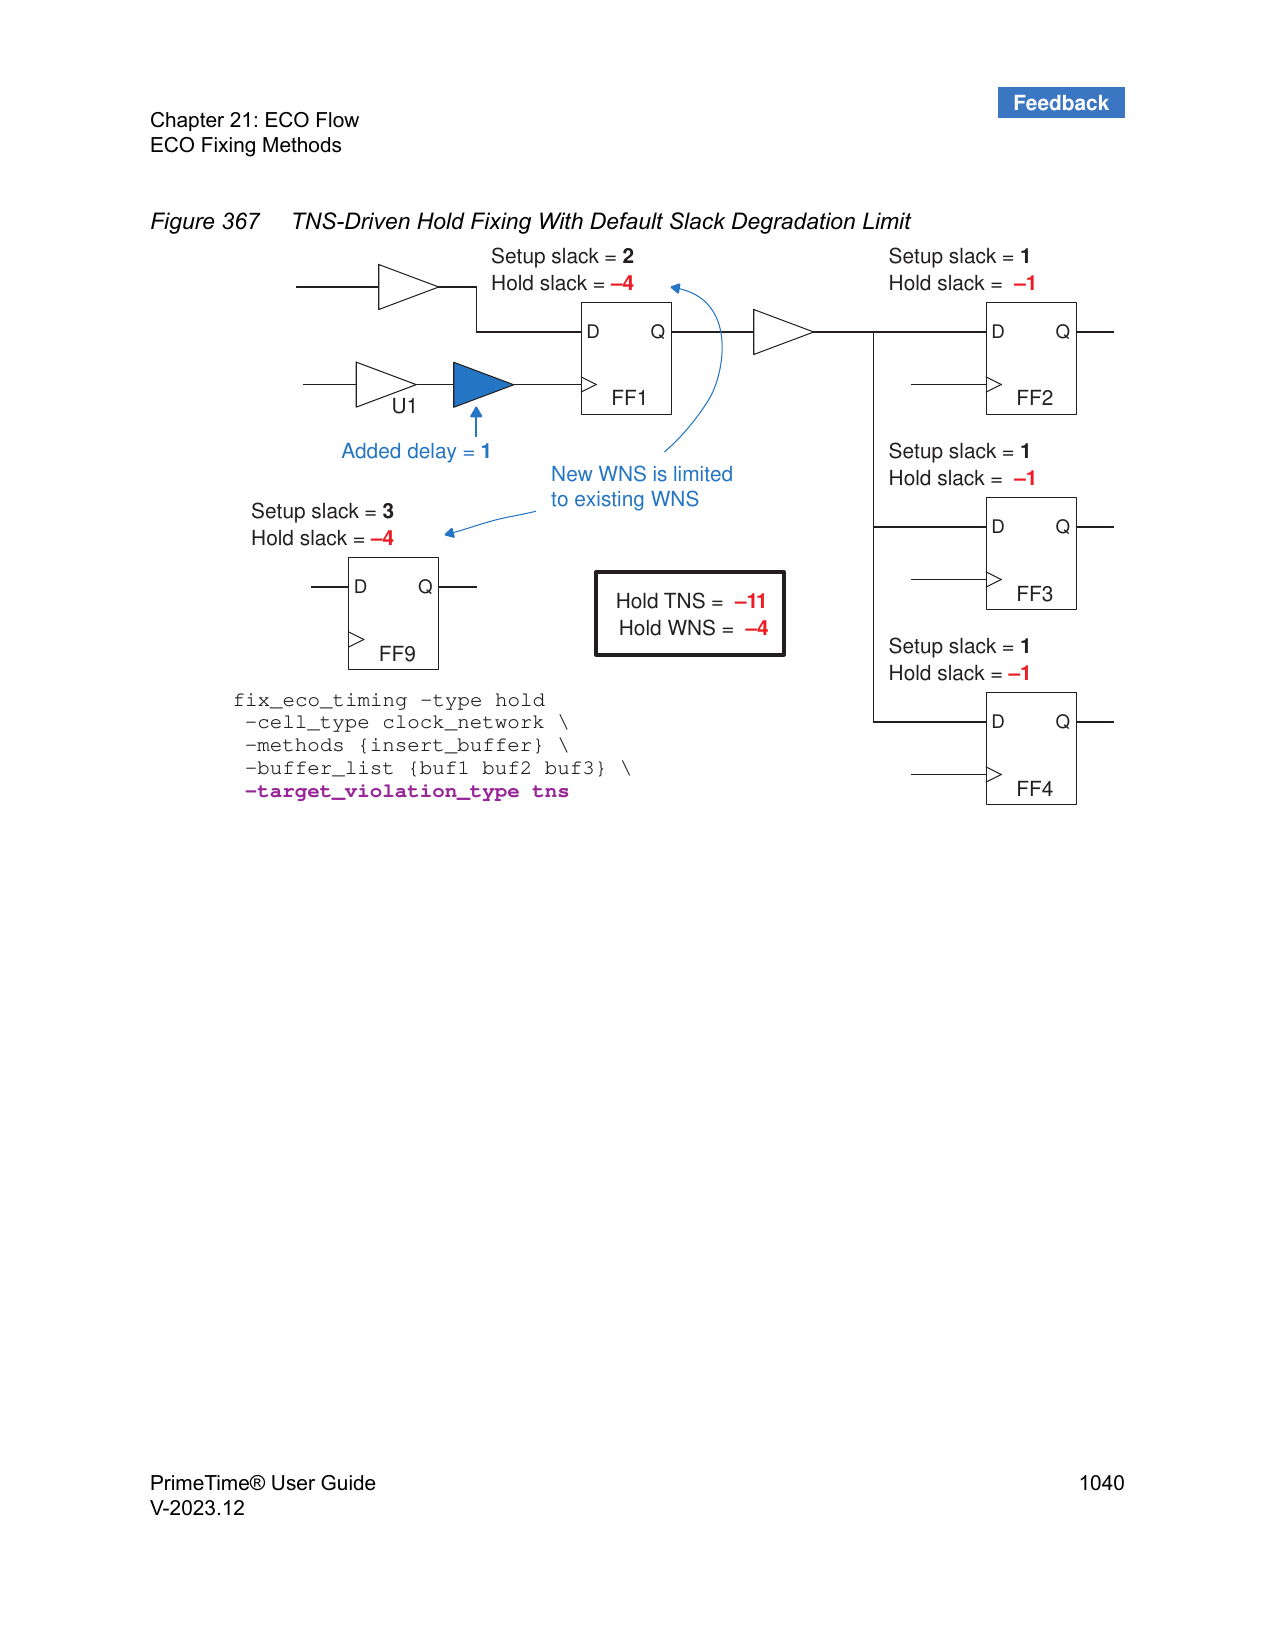 Feedback
Chapter 21: ECO Flow
ECO Fixing Methods
Figure 367 TNS-Driven Hold Fixing With Default Slack Degradation Limit
Setup slack = 2
Hold slack = –4
Setup slack = 1
Hold slack = –1
D Q
FF1
D Q
FF2
U1
Added delay = 1
New WNS is limited
to existing WNS
Setup slack = 1
Hold slack = –1
D Q
FF3
Setup slack = 3
Hold slack = –4
D Q
FF9
Hold TNS = –11
Hold WNS = –4
Setup slack = 1
Hold slack = –1
D Q
FF4
fix_eco_timing –type hold
–cell_type clock_network \
–methods {insert_buffer} \
–buffer_list {buf1 buf2 buf3} \
–target_violation_type tns
PrimeTime® User Guide
V-2023.12
1040